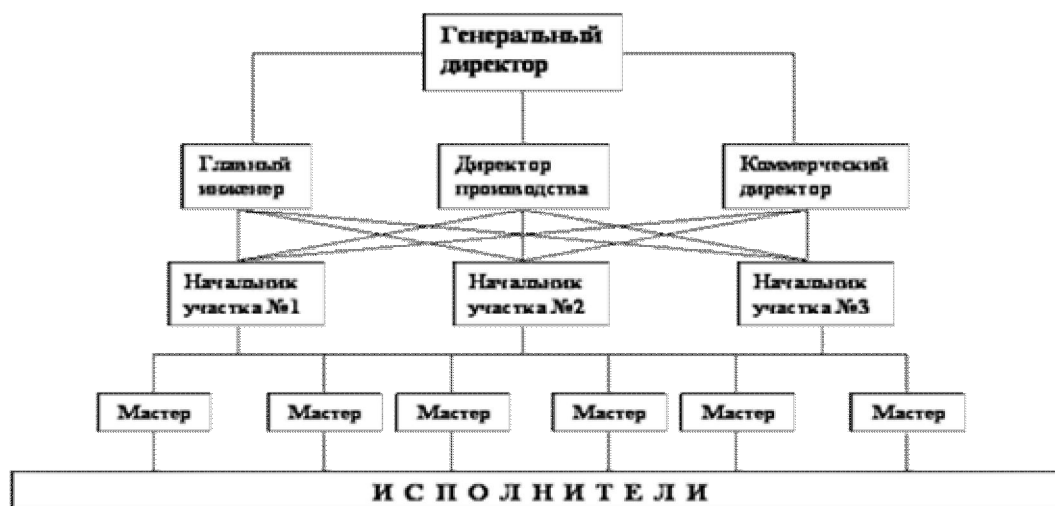 Генеральный
директор
Главный
инженер
Директор
производства
Коммерческий
директор
Начальник
участка №1
Начальник
участка №2
Начальник
участка №3
Мастер
Мастер
Мастер
Мастер
Мастер
Мастер
ИСПОЛНИТЕЛИ